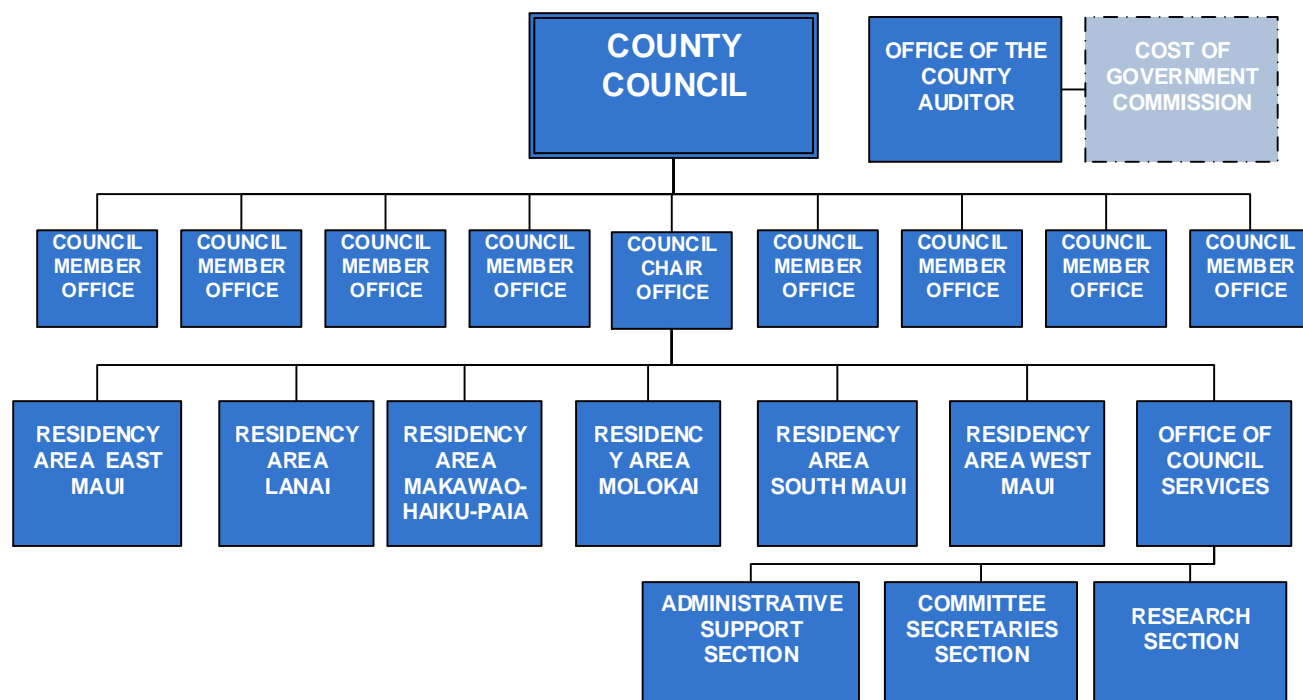 COUNTY
COUNCIL
OFFICE OF THE
COUNTY
AUDITOR
COST OF
GOVERNMENT
COMMISSION
COUNCIL
MEMBER
OFFICE
COUNCIL
MEMBER
OFFICE
COUNCIL
MEMBER
OFFICE
COUNCIL
MEMBER
OFFICE
COUNCIL
CHAIR
OFFICE
COUNCIL
MEMBER
OFFICE
COUNCIL
MEMBER
OFFICE
COUNCIL
MEMBER
OFFICE
COUNCIL
MEMBER
OFFICE
RESIDENCY
AREA EAST
MAUI
RESIDENCY
AREA
LANAI
RESIDENCY
AREA
MAKAWAO-
HAIKU-PAIA
RESIDENC
Y AREA
MOLOKAI
RESIDENCY
AREA
SOUTH MAUI
RESIDENCY
AREA WEST
MAUI
OFFICE OF
COUNCIL
SERVICES
ADMINISTRATIVE
SUPPORT
SECTION
COMMITTEE
SECRETARIES
SECTION
RESEARCH
SECTION